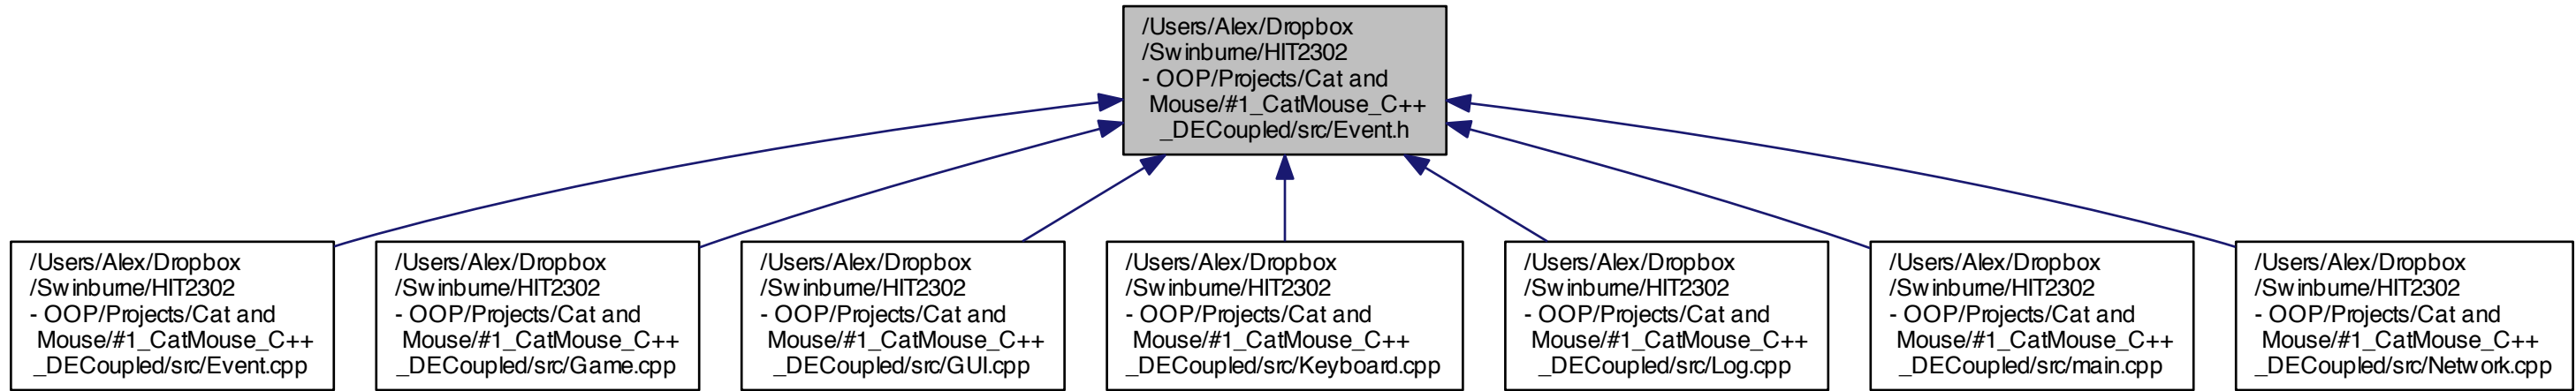 /Users/Alex/Dropbox
/Swinburne/HIT2302
- OOP/Projects/Cat and
Mouse/#1_CatMouse_C++
_DECoupled/src/Event.h
/Users/Alex/Dropbox
/Swinburne/HIT2302
- OOP/Projects/Cat and
Mouse/#1_CatMouse_C++
_DECoupled/src/Event.cpp
/Users/Alex/Dropbox
/Swinburne/HIT2302
- OOP/Projects/Cat and
Mouse/#1_CatMouse_C++
_DECoupled/src/Game.cpp
/Users/Alex/Dropbox
/Swinburne/HIT2302
- OOP/Projects/Cat and
Mouse/#1_CatMouse_C++
_DECoupled/src/GUI.cpp
/Users/Alex/Dropbox
/Swinburne/HIT2302
- OOP/Projects/Cat and
Mouse/#1_CatMouse_C++
_DECoupled/src/Keyboard.cpp
/Users/Alex/Dropbox
/Swinburne/HIT2302
- OOP/Projects/Cat and
Mouse/#1_CatMouse_C++
_DECoupled/src/Log.cpp
/Users/Alex/Dropbox
/Swinburne/HIT2302
- OOP/Projects/Cat and
Mouse/#1_CatMouse_C++
_DECoupled/src/main.cpp
/Users/Alex/Dropbox
/Swinburne/HIT2302
- OOP/Projects/Cat and
Mouse/#1_CatMouse_C++
_DECoupled/src/Network.cpp